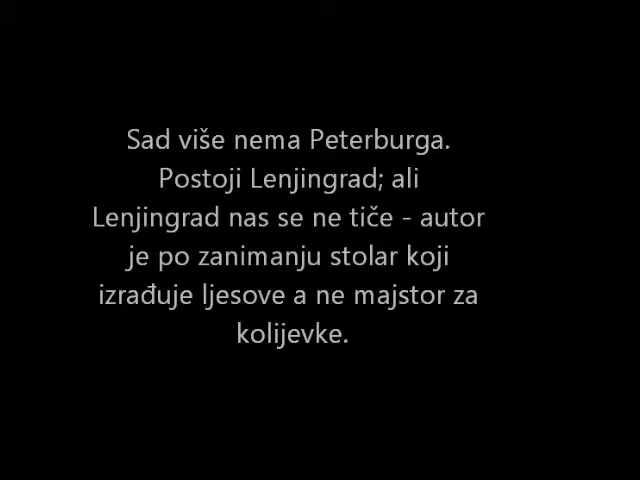 Sad više nema Peterburga.
Postoji Lenjingrad; ali
Lenjingrad nas se ne tiče - autor
je po zanimanju stolar koji
izrađuje ljesove a ne majstor za
kolijevke.